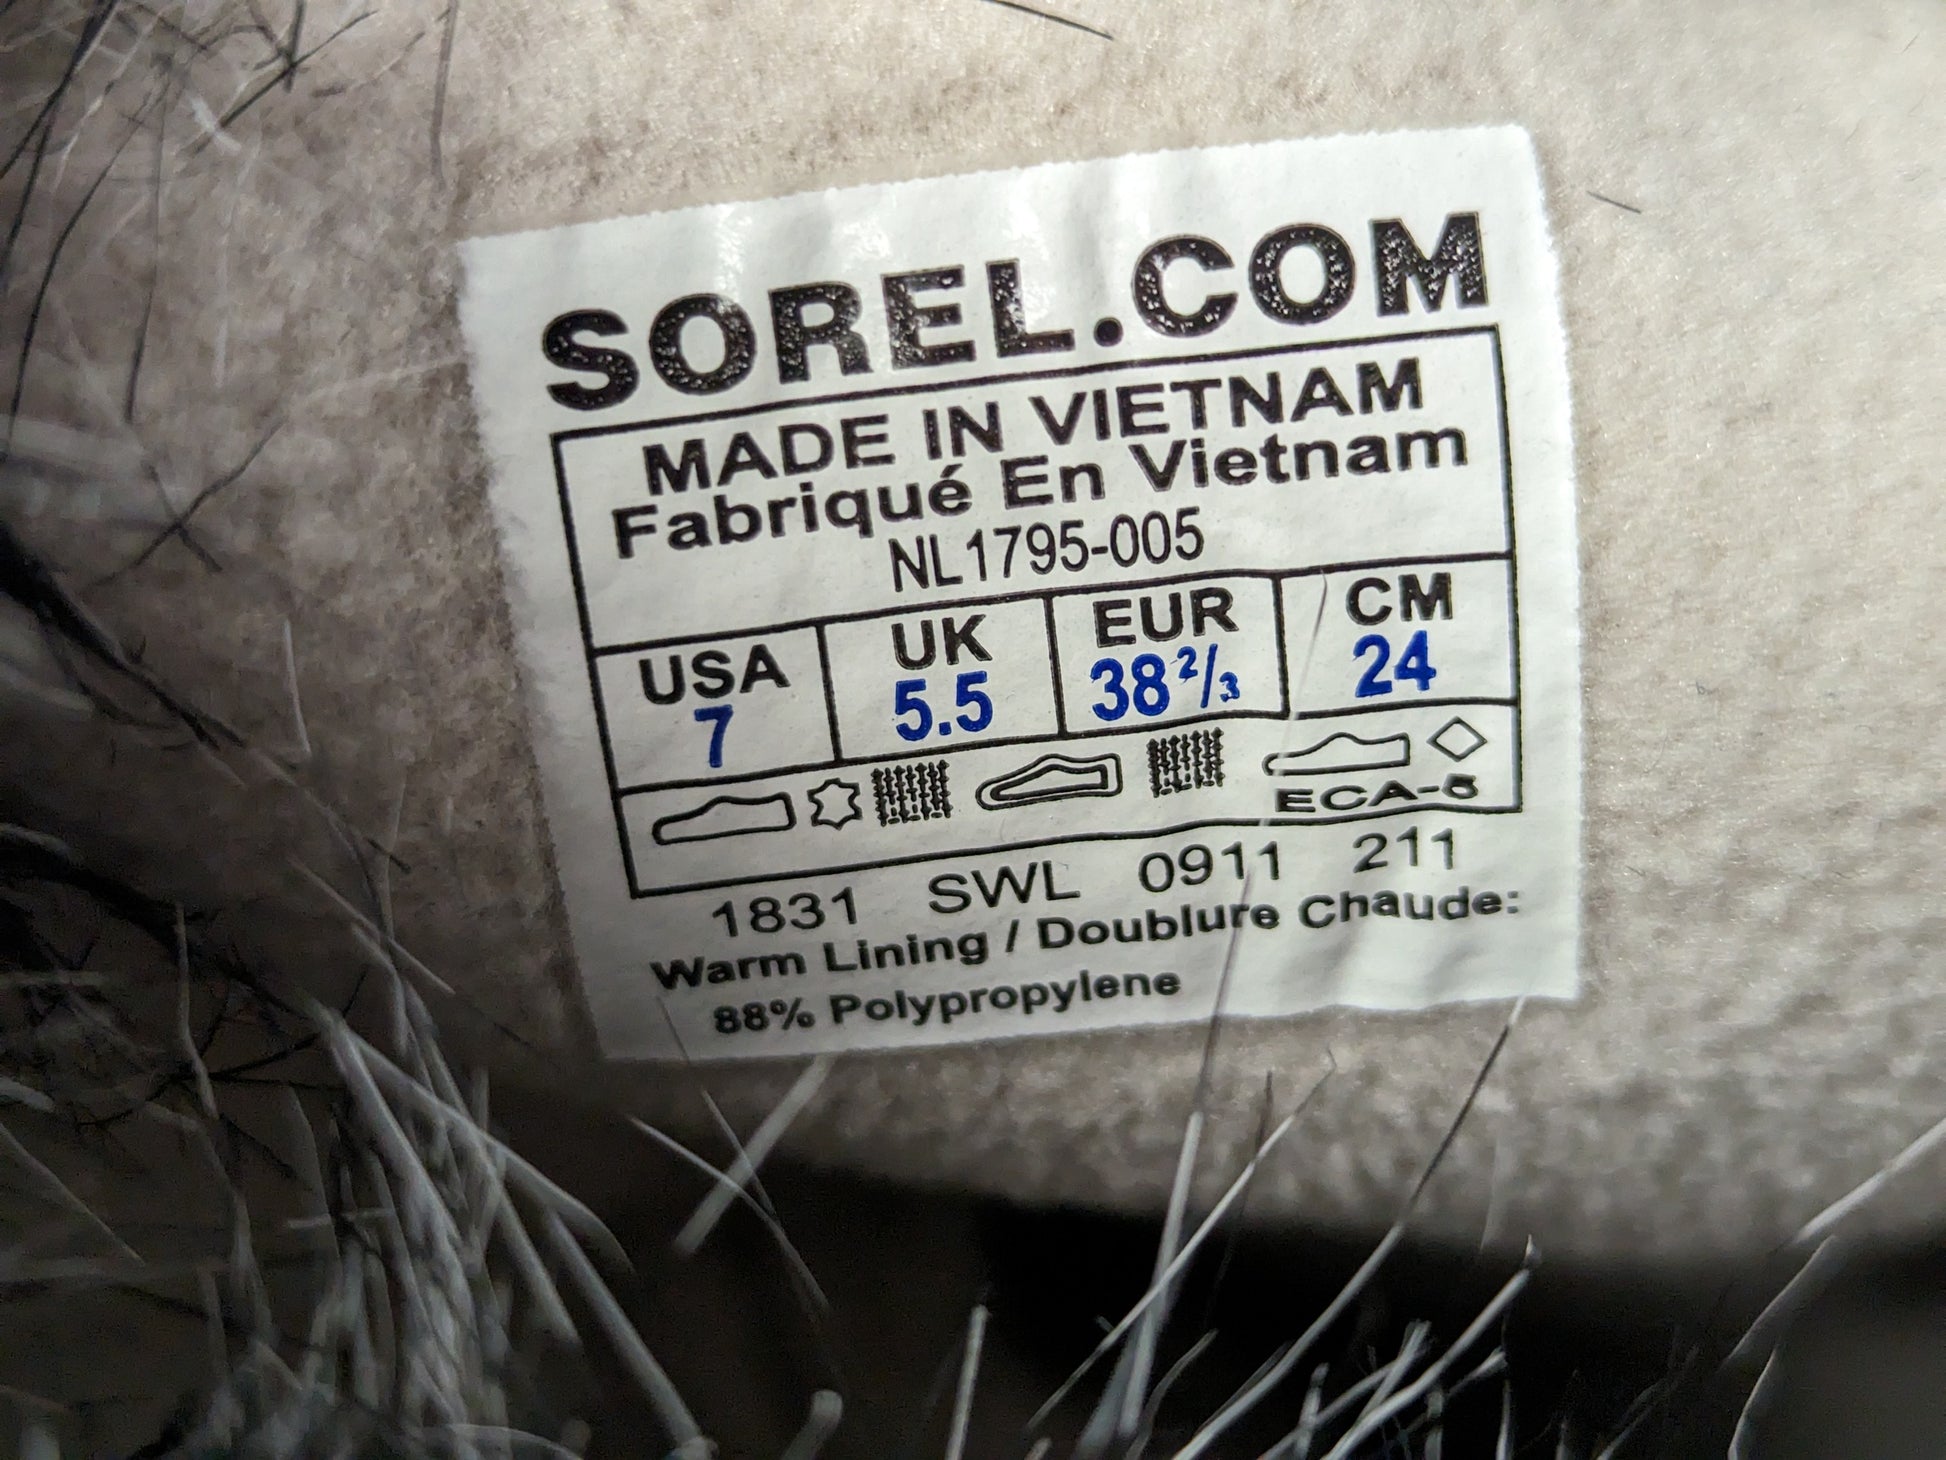 SOREL.COM
MADE IN VIETNAM
Fabriqué En Vietnam
NL1795-005
USA UK EUR CM
7 5.5 38 2/3 24
ECA-5
1831 SWL 0911 211
Warm Lining / Doublure Chaude:
88% Polypropylene